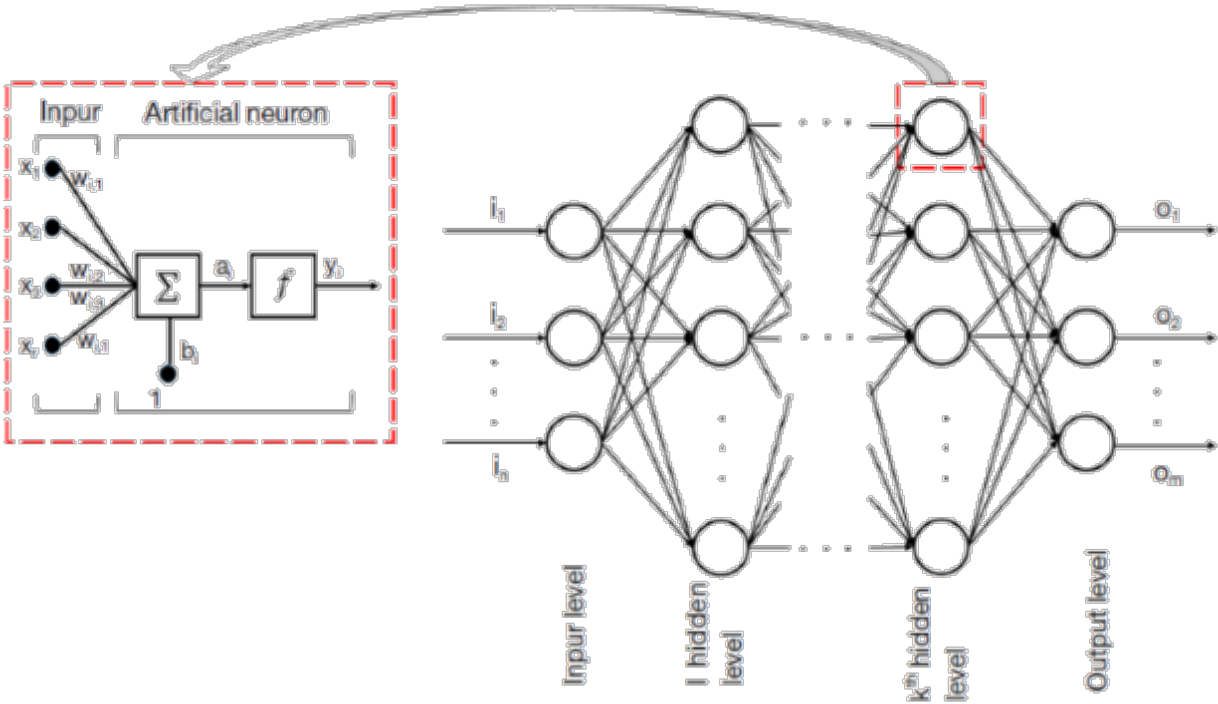 Inpur
Artificial neuron
x₁
w
x₂
w
x₃
w
x
w
Σ
a
f
y
b
1
i₁
i₂
iₙ
o₁
o₂
oₘ
Inpur level
I hidden
level
kᵗʰ hidden
level
Output level